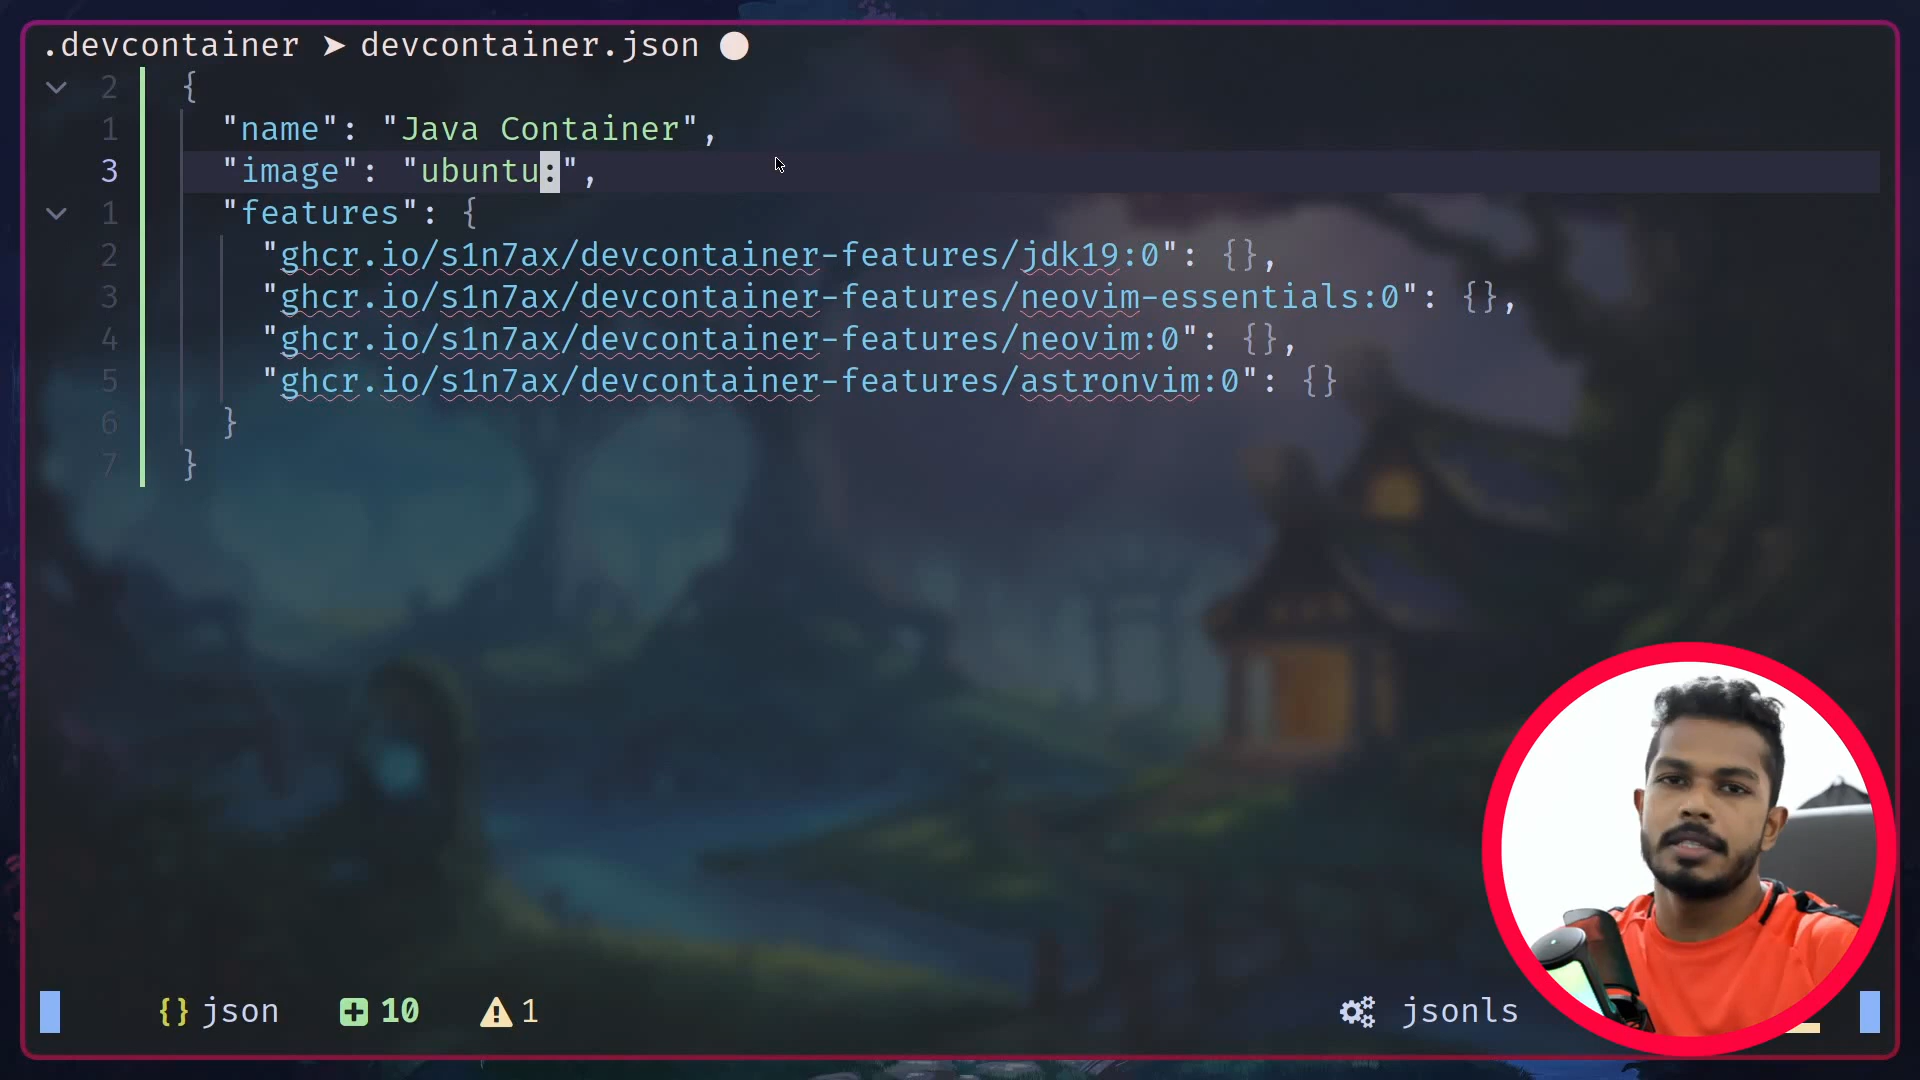 .devcontainer ➤ devcontainer.json ●
2 {
1 "name": "Java Container",
3 "image": "ubuntu:",
1 "features": {
2 "ghcr.io/s1n7ax/devcontainer-features/jdk19:0": {},
3 "ghcr.io/s1n7ax/devcontainer-features/neovim-essentials:0": {},
4 "ghcr.io/s1n7ax/devcontainer-features/neovim:0": {},
5 "ghcr.io/s1n7ax/devcontainer-features/astronvim:0": {}
6 }
7 }
{} json 10 1 jsonls